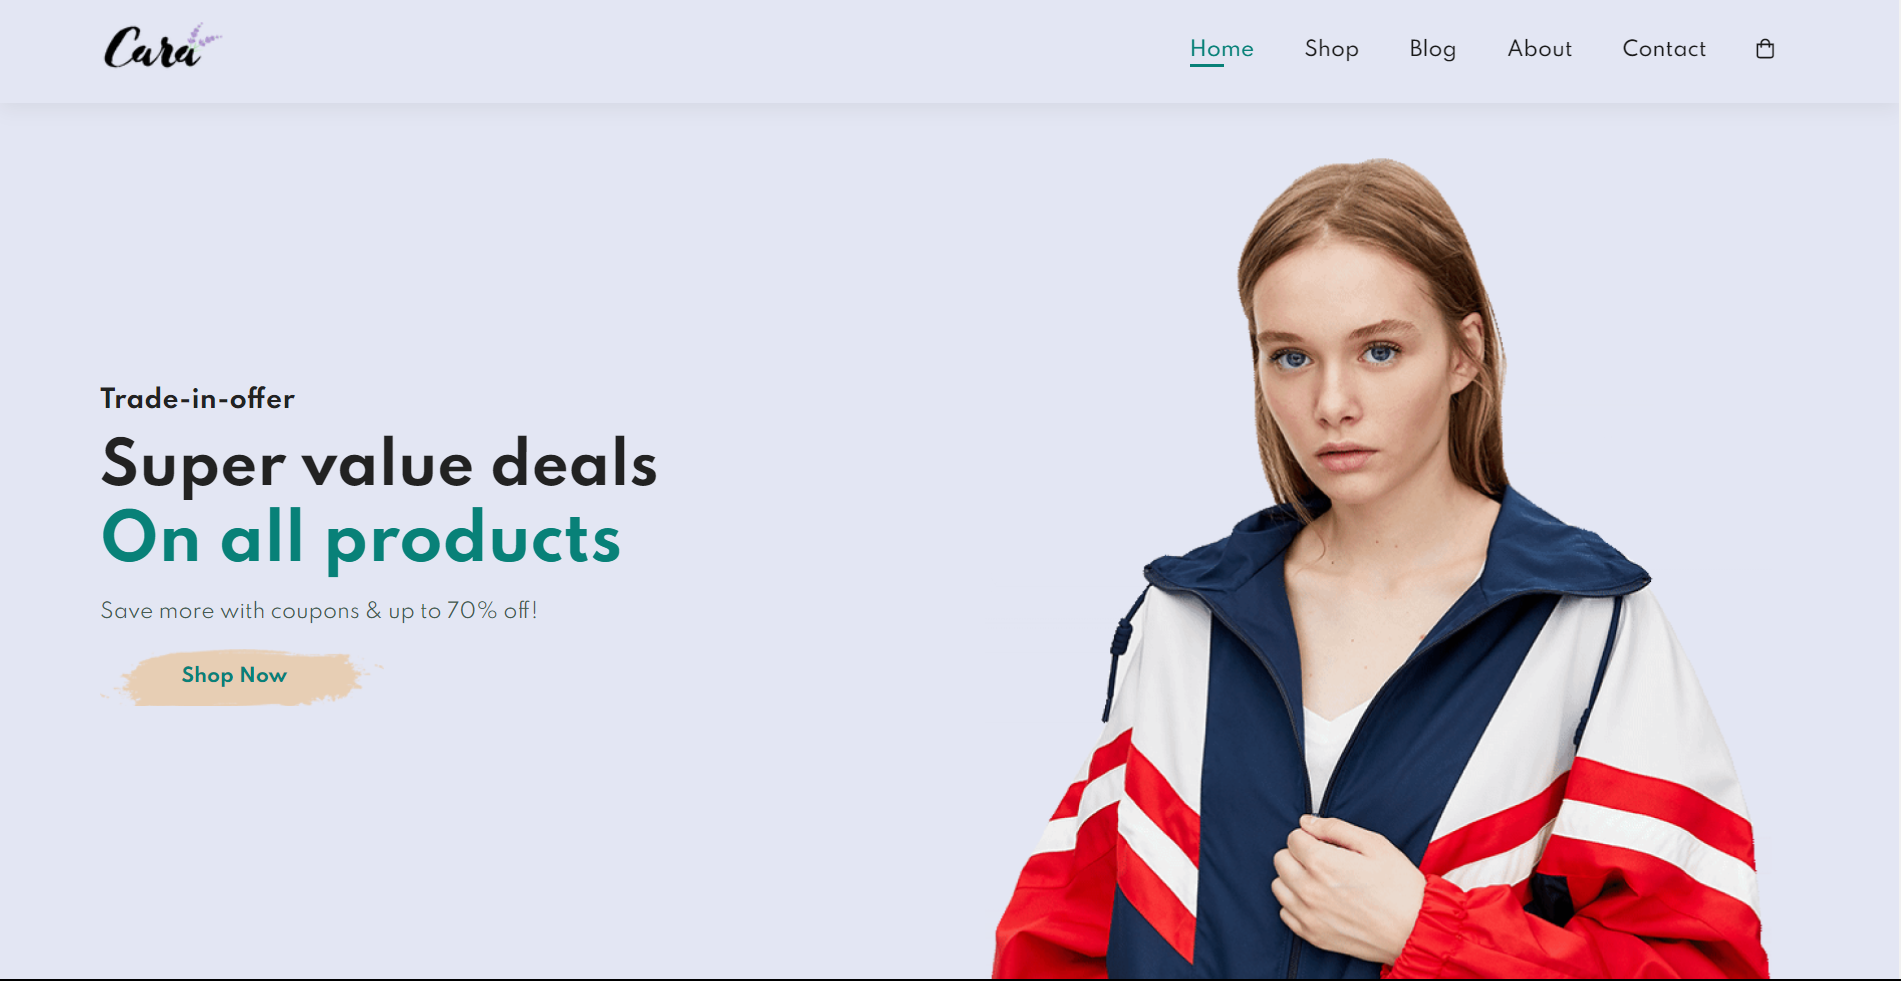 Cara
Home Shop Blog About Contact
Trade-in-offer
Super value deals
On all products
Save more with coupons & up to 70% off!
Shop Now